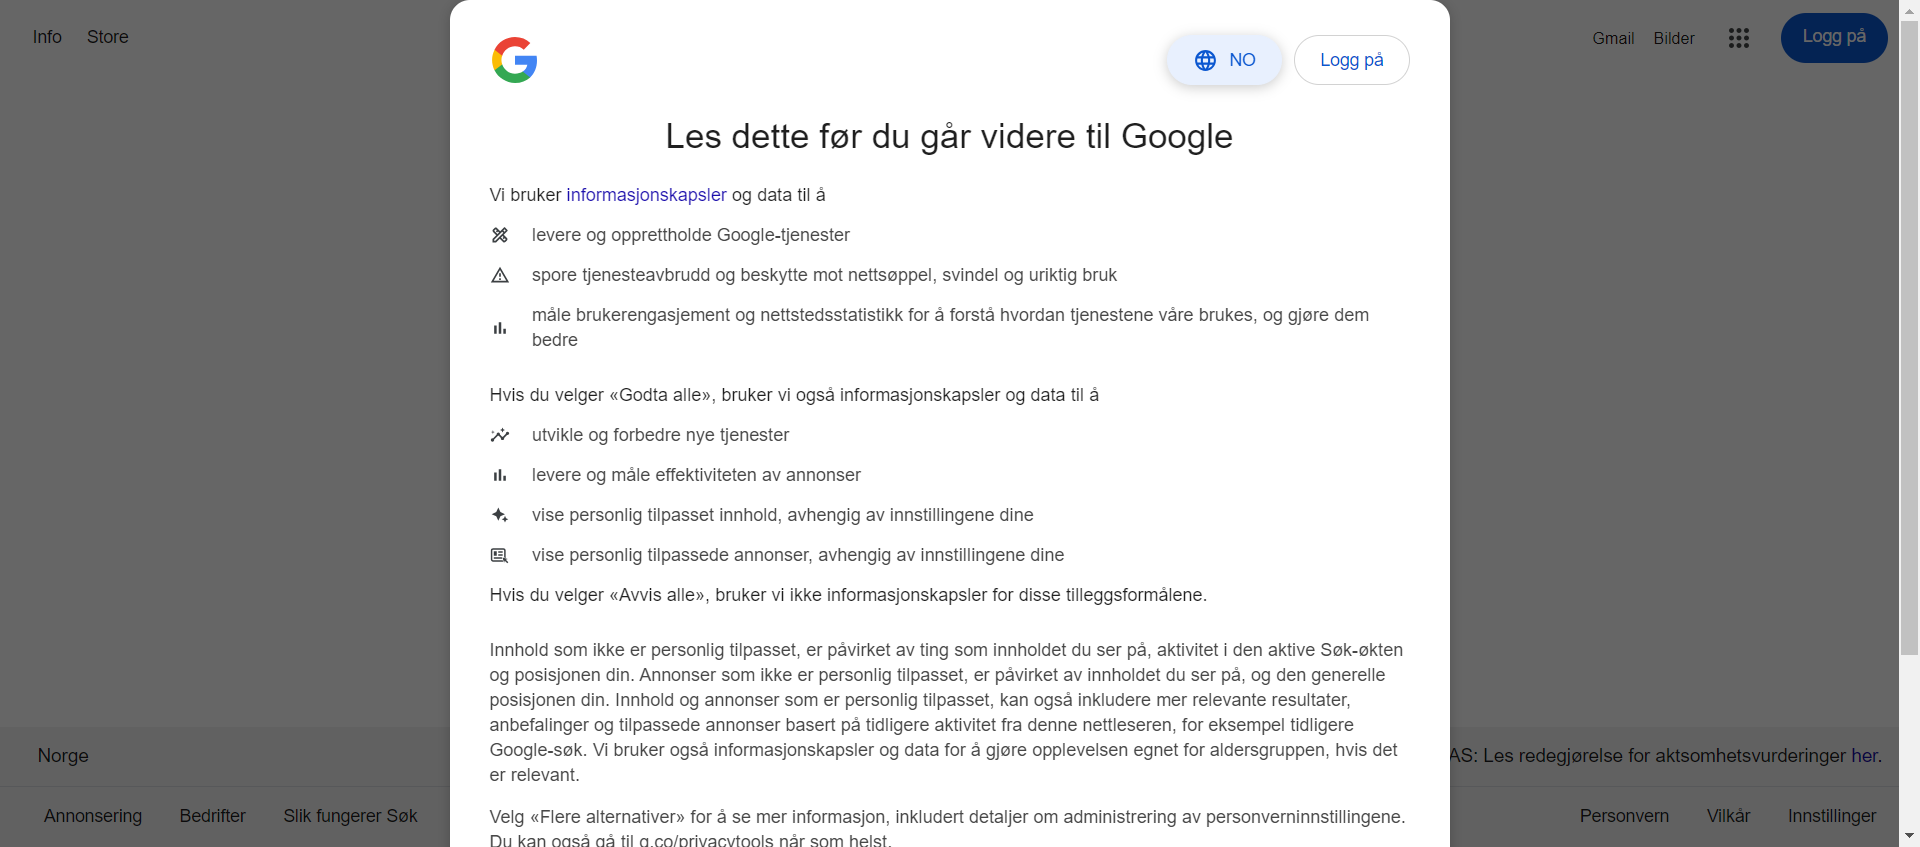 Info Store
Gmail Bilder Logg på
NO Logg på
Les dette før du går videre til Google
Vi bruker informasjonskapsler og data til å
levere og opprettholde Google-tjenester
spore tjenesteavbrudd og beskytte mot nettsøppel, svindel og uriktig bruk
måle brukerengasjement og nettstedsstatistikk for å forstå hvordan tjenestene våre brukes, og gjøre dem
bedre
Hvis du velger «Godta alle», bruker vi også informasjonskapsler og data til å
utvikle og forbedre nye tjenester
levere og måle effektiviteten av annonser
vise personlig tilpasset innhold, avhengig av innstillingene dine
vise personlig tilpassede annonser, avhengig av innstillingene dine
Hvis du velger «Avvis alle», bruker vi ikke informasjonskapsler for disse tilleggsformålene.
Innhold som ikke er personlig tilpasset, er påvirket av ting som innholdet du ser på, aktivitet i den aktive Søk-økten
og posisjonen din. Annonser som ikke er personlig tilpasset, er påvirket av innholdet du ser på, og den generelle
posisjonen din. Innhold og annonser som er personlig tilpasset, kan også inkludere mer relevante resultater,
anbefalinger og tilpassede annonser basert på tidligere aktivitet fra denne nettleseren, for eksempel tidligere
Google-søk. Vi bruker også informasjonskapsler og data for å gjøre opplevelsen egnet for aldersgruppen, hvis det
er relevant.
Velg «Flere alternativer» for å se mer informasjon, inkludert detaljer om administrering av personverninnstillingene.
Du kan også gå til g.co/privacytools når som helst.
Norge
AS: Les redegjørelse for aktsomhetsvurderinger her.
Annonsering Bedrifter Slik fungerer Søk
Personvern Vilkår Innstillinger